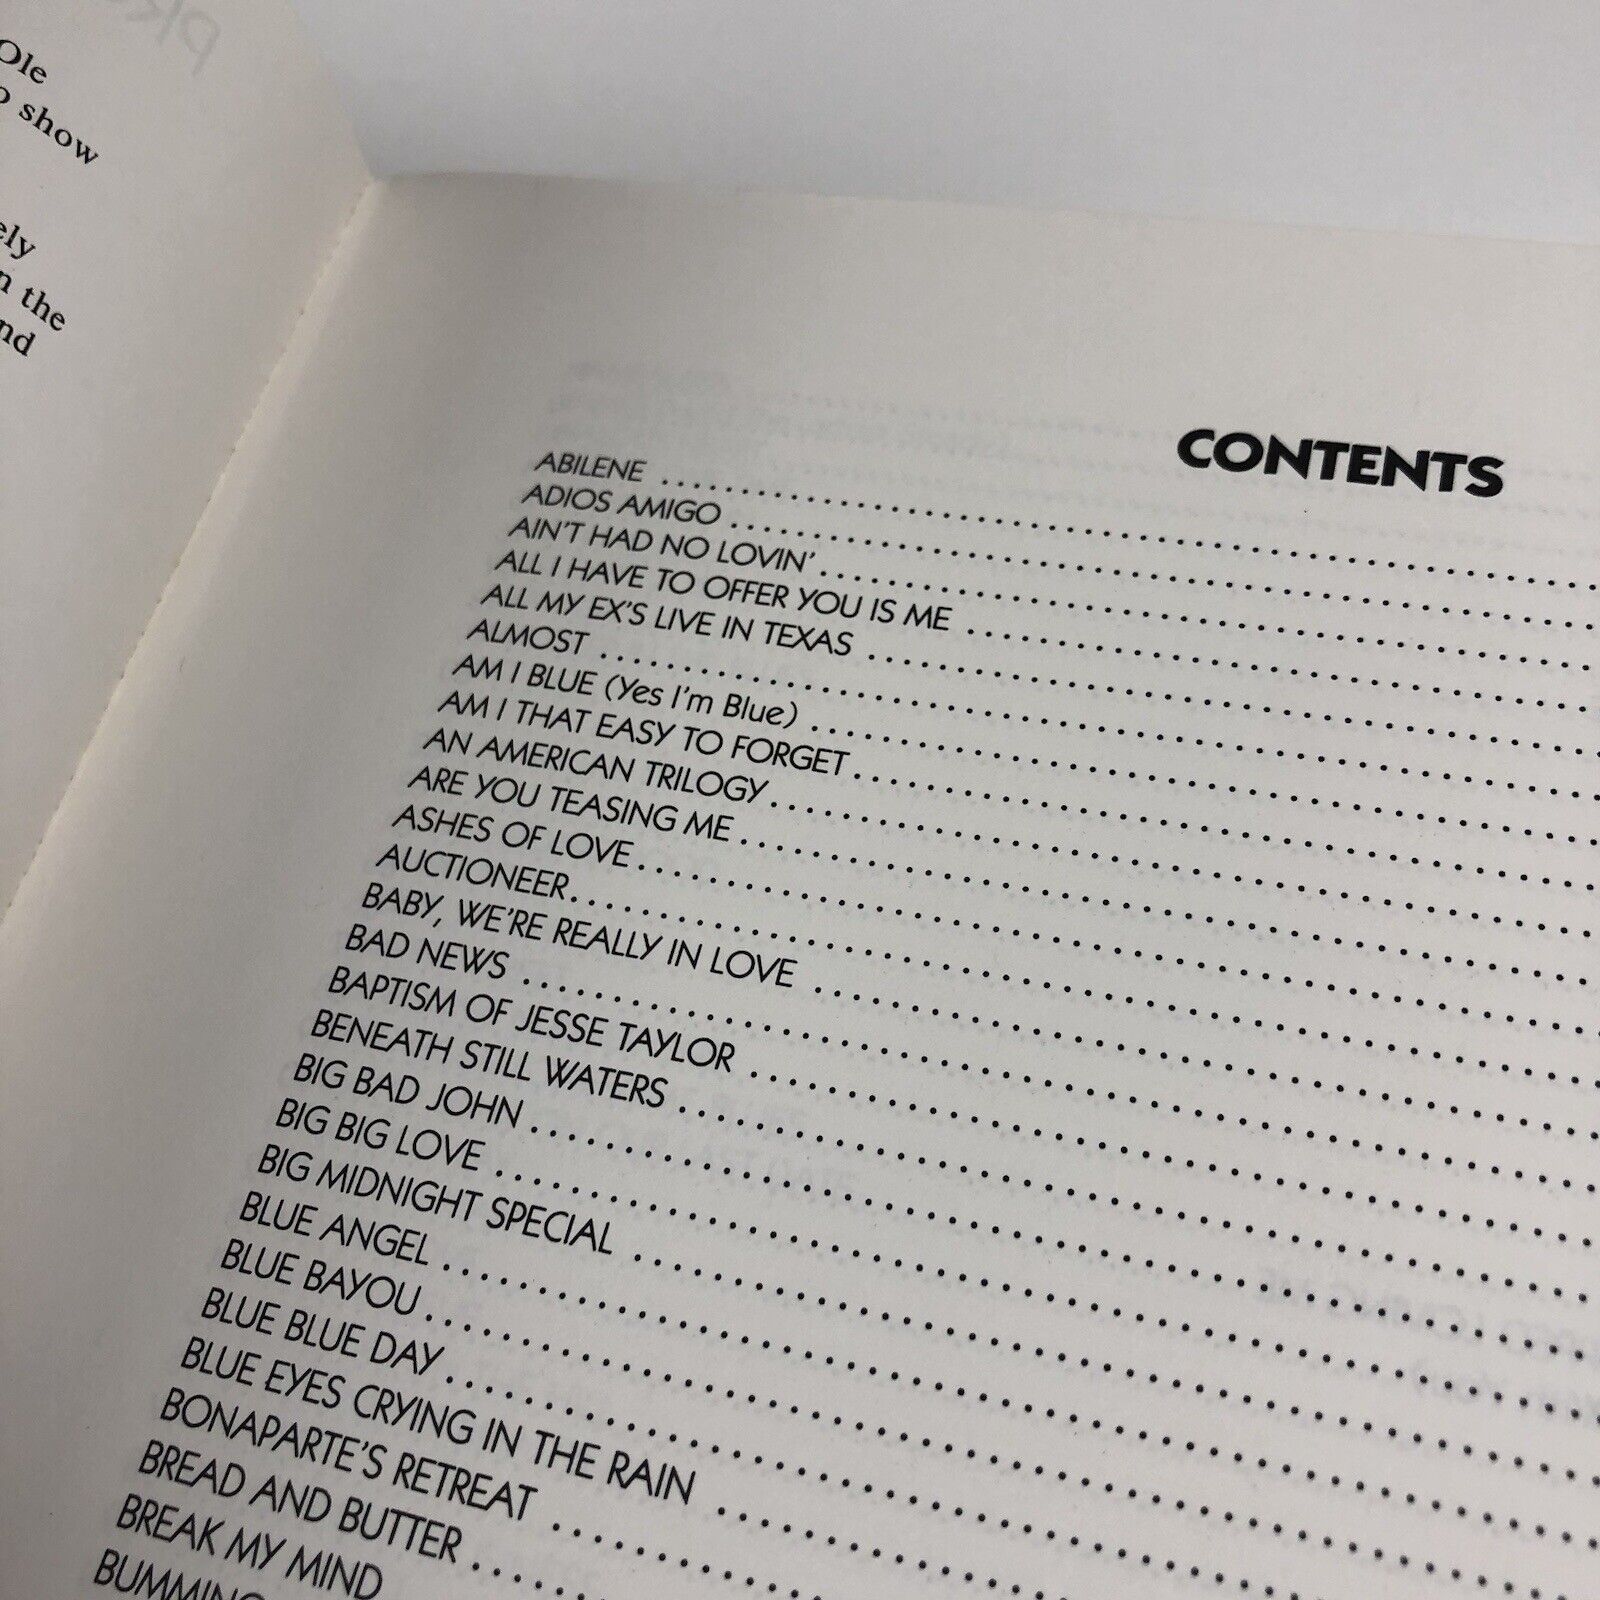 Ole
show
ely
n the
nd
CONTENTS
ABILENE
ADIOS AMIGO
AIN'T HAD NO LOVIN'
ALL I HAVE TO OFFER YOU IS ME
ALL MY EX'S LIVE IN TEXAS
ALMOST
AM I BLUE (Yes I'm Blue)
AM I THAT EASY TO FORGET
AN AMERICAN TRILOGY
ARE YOU TEASING ME
ASHES OF LOVE
AUCTIONEER
BABY, WE'RE REALLY IN LOVE
BAD NEWS
BAPTISM OF JESSE TAYLOR
BENEATH STILL WATERS
BIG BAD JOHN
BIG BIG LOVE
BIG MIDNIGHT SPECIAL
BLUE ANGEL
BLUE BAYOU
BLUE BLUE DAY
BLUE EYES CRYING IN THE RAIN
BONAPARTE'S RETREAT
BREAD AND BUTTER
BREAK MY MIND